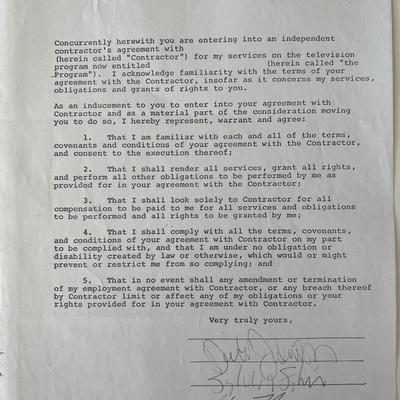 Concurrently herewith you are entering into an independent
contractor's agreement with
(herein called "Contractor") for my services on the television
program now entitled (herein called "the
Program"). I acknowledge familiarity with the terms of your
agreement with the Contractor, insofar as it concerns my services,
obligations and grants of rights to you.
As an inducement to you to enter into your agreement with
Contractor and as a material part of the consideration moving
you to do so, I hereby represent, warrant and agree:
1. That I am familiar with each and all of the terms,
covenants and conditions of your agreement with the Contractor,
and consent to the execution thereof;
2. That I shall render all services, grant all rights,
and perform all other obligations to be performed by me as
provided for in your agreement with the Contractor;
3. That I shall look solely to Contractor for all
compensation to be paid to me for all services and obligations
to be performed and all rights to be granted by me;
4. That I shall comply with all the terms, covenants,
and conditions of your agreement with Contractor on my part
to be complied with, and that I am under no obligation or
disability created by law or otherwise, which would or might
prevent or restrict me from so complying; and
5. That in no event shall any amendment or termination
of my employment agreement with Contractor, or any breach thereof
by Contractor limit or affect any of my obligations or your
rights provided for in your agreement with Contractor.
Very truly yours,